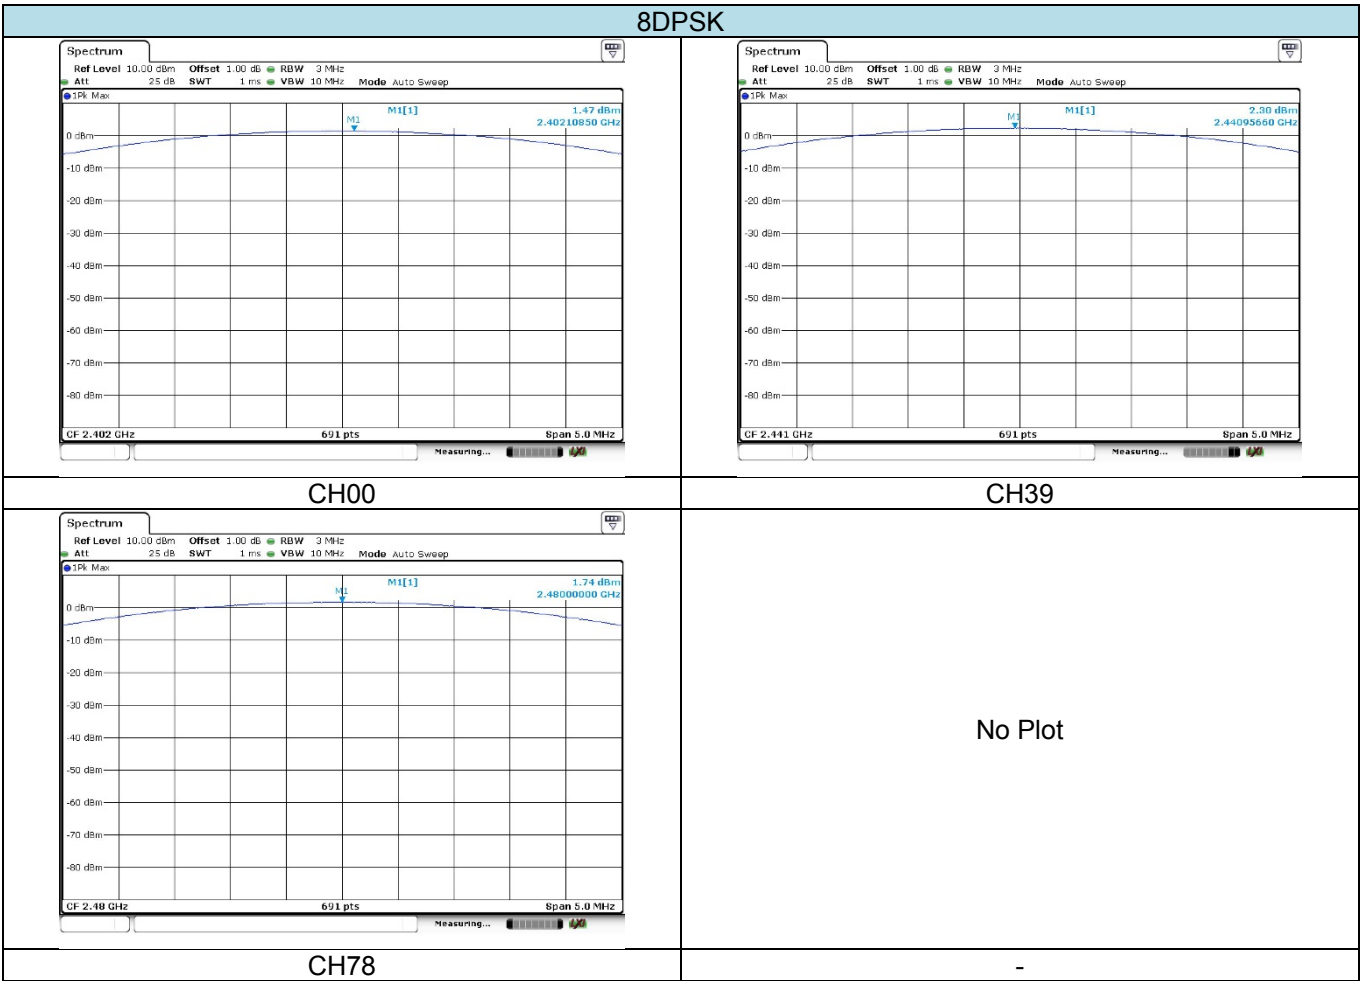 8DPSK
Spectrum
Ref Level 10.00 dBm Offset 1.00 dB RBW 3 MHz
Att 25 dB SWT 1 ms VBW 10 MHz Mode Auto Sweep
1Pk Max
M1[1] 1.47 dBm
2.40210850 GHz
M1
0 dBm
-10 dBm
-20 dBm
-30 dBm
-40 dBm
-50 dBm
-60 dBm
-70 dBm
-80 dBm
CF 2.402 GHz 691 pts Span 5.0 MHz
Measuring... LXI
CH00
Spectrum
Ref Level 10.00 dBm Offset 1.00 dB RBW 3 MHz
Att 25 dB SWT 1 ms VBW 10 MHz Mode Auto Sweep
1Pk Max
M1[1] 2.30 dBm
2.44095660 GHz
M1
0 dBm
-10 dBm
-20 dBm
-30 dBm
-40 dBm
-50 dBm
-60 dBm
-70 dBm
-80 dBm
CF 2.441 GHz 691 pts Span 5.0 MHz
Measuring... LXI
CH39
Spectrum
Ref Level 10.00 dBm Offset 1.00 dB RBW 3 MHz
Att 25 dB SWT 1 ms VBW 10 MHz Mode Auto Sweep
1Pk Max
M1[1] 1.74 dBm
2.48000000 GHz
M1
0 dBm
-10 dBm
-20 dBm
-30 dBm
-40 dBm
-50 dBm
-60 dBm
-70 dBm
-80 dBm
CF 2.48 GHz 691 pts Span 5.0 MHz
Measuring... LXI
CH78
No Plot
-